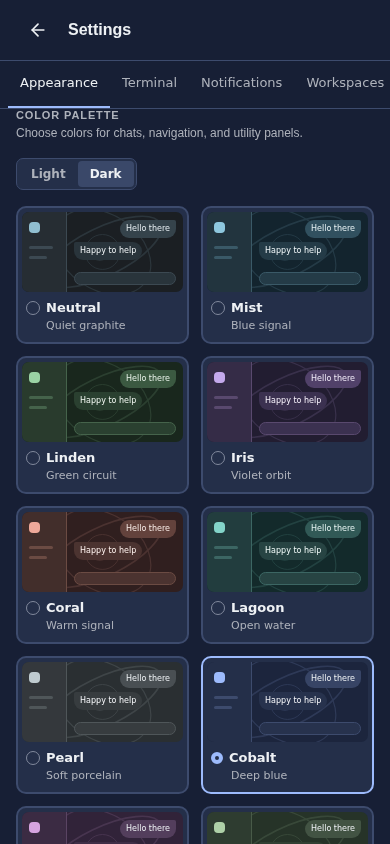 Settings
Appearance Terminal Notifications Workspaces
COLOR PALETTE
Choose colors for chats, navigation, and utility panels.
Light Dark
Hello there
Happy to help
Neutral
Quiet graphite
Hello there
Happy to help
Mist
Blue signal
Hello there
Happy to help
Linden
Green circuit
Hello there
Happy to help
Iris
Violet orbit
Hello there
Happy to help
Coral
Warm signal
Hello there
Happy to help
Lagoon
Open water
Hello there
Happy to help
Pearl
Soft porcelain
Hello there
Happy to help
Cobalt
Deep blue
Hello there
Hello there